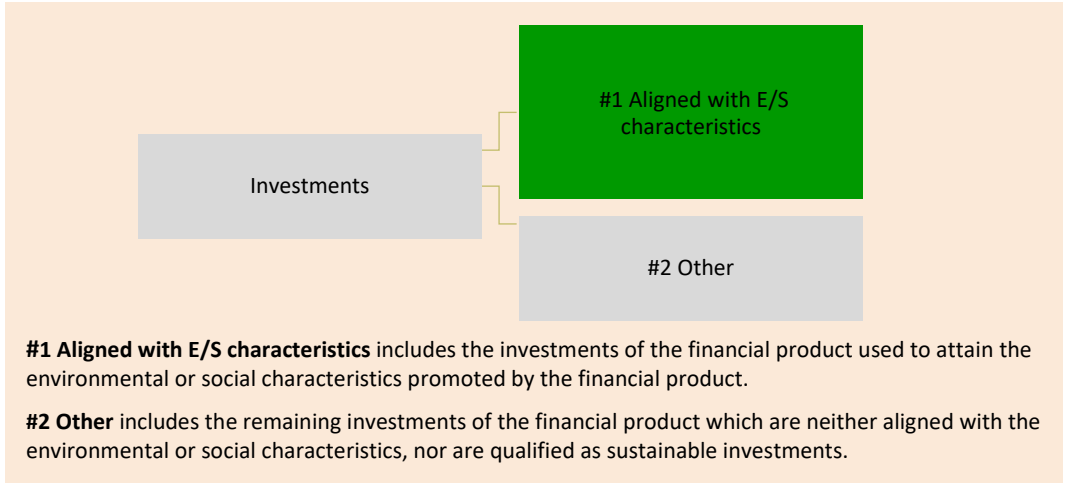 #1 Aligned with E/S
characteristics
Investments
#2 Other
#1 Aligned with E/S characteristics includes the investments of the financial product used to attain the
environmental or social characteristics promoted by the financial product.
#2 Other includes the remaining investments of the financial product which are neither aligned with the
environmental or social characteristics, nor are qualified as sustainable investments.